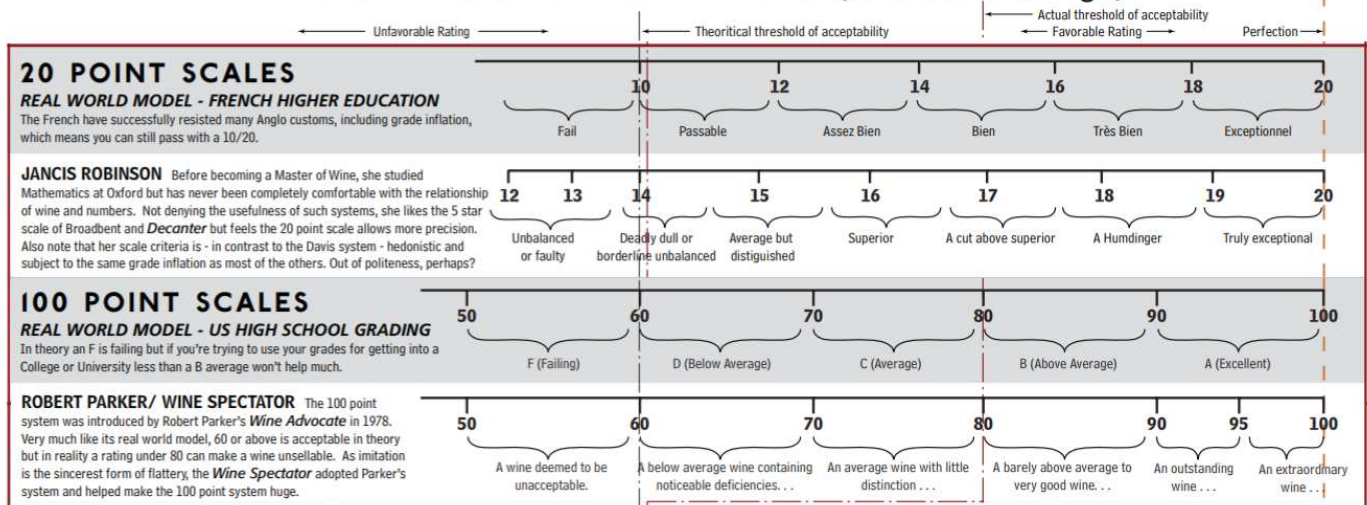 Actual threshold of acceptability
Unfavorable Rating
Theoritical threshold of acceptability
Favorable Rating
Perfection
20 POINT SCALES
REAL WORLD MODEL - FRENCH HIGHER EDUCATION
The French have successfully resisted many Anglo customs, including grade inflation,
which means you can still pass with a 10/20.
10 12 14 16 18 20
Fail Passable Assez Bien Bien Très Bien Exceptionnel
JANCIS ROBINSON Before becoming a Master of Wine, she studied
Mathematics at Oxford but has never been completely comfortable with the relationship
of wine and numbers. Not denying the usefulness of such systems, she likes the 5 star
scale of Broadbent and Decanter but feels the 20 point scale allows more precision.
Also note that her scale criteria is - in contrast to the Davis system - hedonistic and
subject to the same grade inflation as most of the others. Out of politeness, perhaps?
12 13 14 15 16 17 18 19 20
Unbalanced
or faulty
Deadly dull or
borderline unbalanced
Average but
distiguished
Superior
A cut above superior
A Humdinger
Truly exceptional
100 POINT SCALES
REAL WORLD MODEL - US HIGH SCHOOL GRADING
In theory an F is failing but if you're trying to use your grades for getting into a
College or University less than a B average won't help much.
50 60 70 80 90 100
F (Failing) D (Below Average) C (Average) B (Above Average) A (Excellent)
ROBERT PARKER/ WINE SPECTATOR The 100 point
system was introduced by Robert Parker's Wine Advocate in 1978.
Very much like its real world model, 60 or above is acceptable in theory
but in reality a rating under 80 can make a wine unsellable. As imitation
is the sincerest form of flattery, the Wine Spectator adopted Parker's
system and helped make the 100 point system huge.
50 60 70 80 90 95 100
A wine deemed to be
unacceptable.
A below average wine containing
noticeable deficiencies. . .
An average wine with little
distinction . . .
A barely above average to
very good wine. . .
An outstanding
wine . . .
An extraordinary
wine . . .